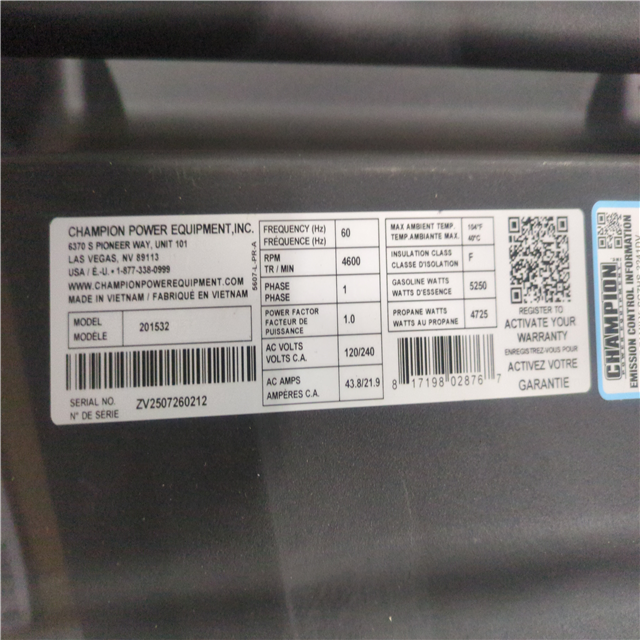 CHAMPION POWER EQUIPMENT,INC.
6370 S PIONEER WAY, UNIT 101
LAS VEGAS, NV 89113
USA / É.-U. • 1-877-338-0999
WWW.CHAMPIONPOWEREQUIPMENT.COM
MADE IN VIETNAM / FABRIQUÉ EN VIETNAM
MODEL
MODÈLE
201532
SERIAL NO.
N° DE SÉRIE
ZV2507260212
5607-L-PR-A
FREQUENCY (Hz)
FRÉQUENCE (Hz)
60
RPM
TR / MIN
4600
PHASE
PHASE
1
POWER FACTOR
FACTEUR DE
PUISSANCE
1.0
AC VOLTS
VOLTS C.A.
120/240
AC AMPS
AMPÈRES C.A.
43.8/21.9
MAX AMBIENT TEMP.
TEMP.AMBIANTE MAX.
104°F
40°C
INSULATION CLASS
CLASSE D'ISOLATION
F
GASOLINE WATTS
WATTS D'ESSENCE
5250
PROPANE WATTS
WATTS AU PROPANE
4725
8 17198 02876 7
REGISTER TO
ACTIVATE YOUR
WARRANTY
ENREGISTREZ-VOUS POUR
ACTIVEZ VOTRE
GARANTIE
CHAMPION
EMISSION CONTROL INFORMATION